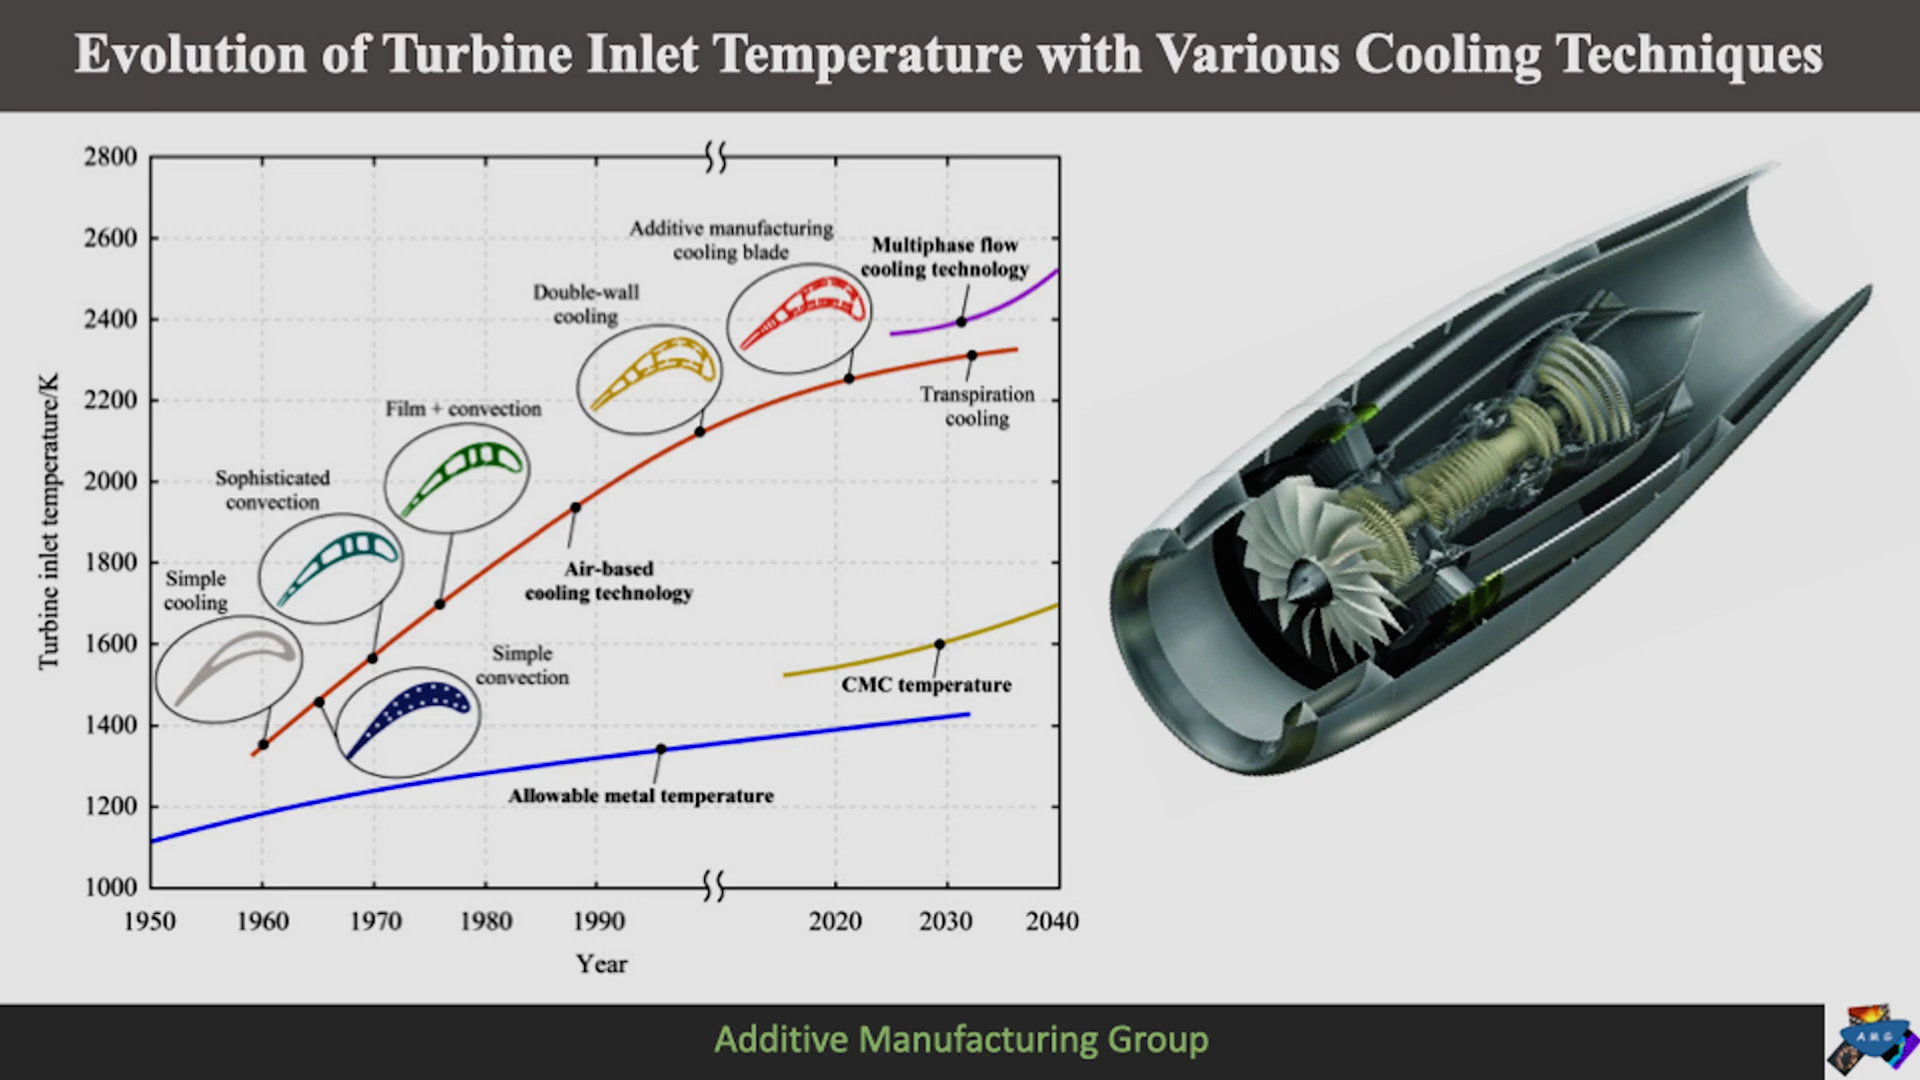 Evolution of Turbine Inlet Temperature with Various Cooling Techniques
2800
2600
2400
2200
2000
1800
1600
1400
1200
1000
Turbine inlet temperature/K
1950
1960
1970
1980
1990
2020
2030
2040
Year
Additive manufacturing
cooling blade
Multiphase flow
cooling technology
Double-wall
cooling
Transpiration
cooling
Film + convection
Sophisticated
convection
Simple
cooling
Air-based
cooling technology
Simple
convection
CMC temperature
Allowable metal temperature
Additive Manufacturing Group
AMG